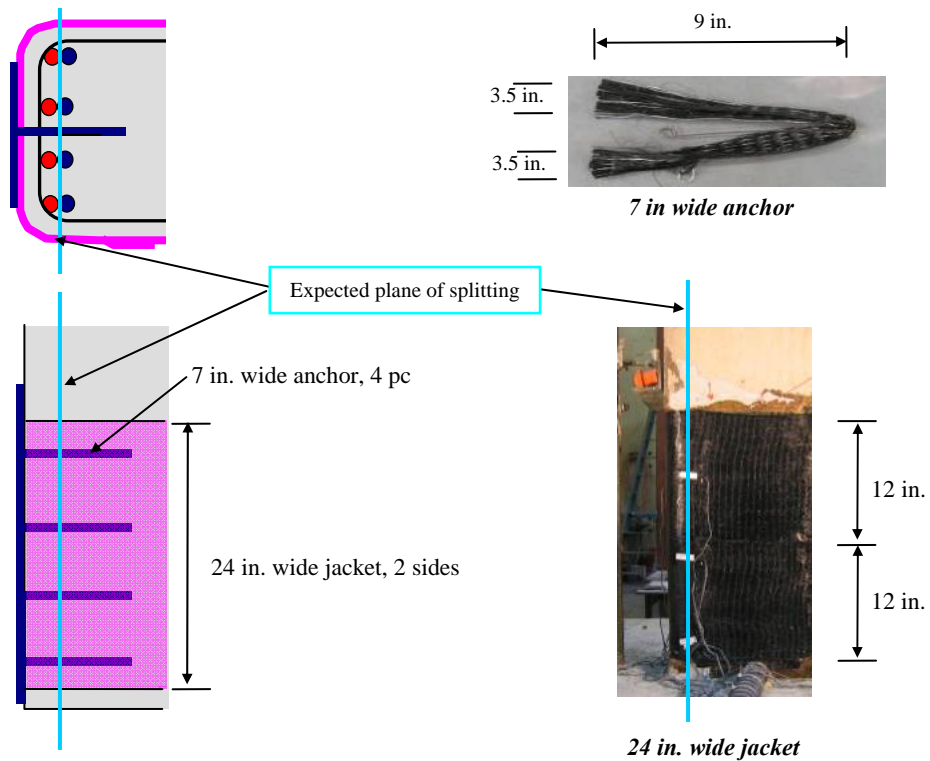 9 in.
3.5 in.
3.5 in.
7 in wide anchor
Expected plane of splitting
7 in. wide anchor, 4 pc
24 in. wide jacket, 2 sides
12 in.
12 in.
24 in. wide jacket